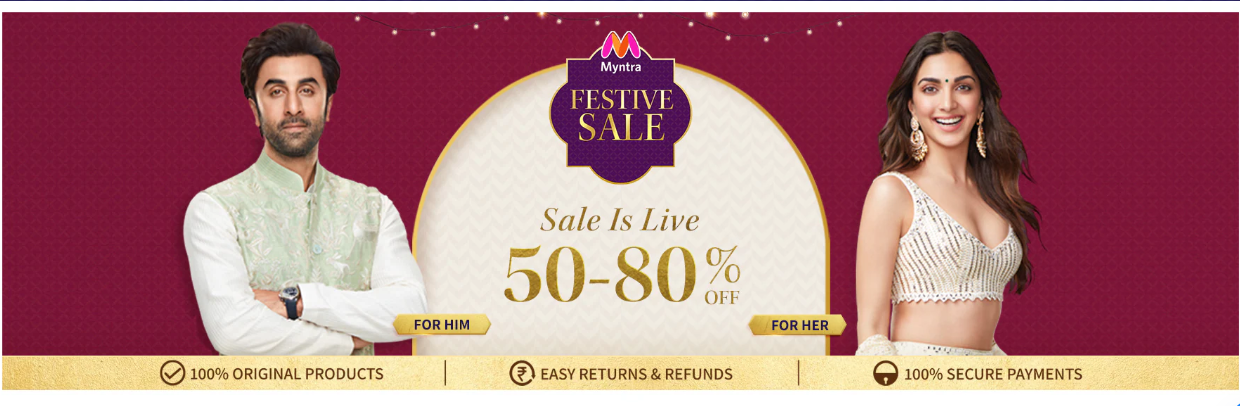 Myntra
FESTIVE
SALE
Sale Is Live
50-80%
OFF
FOR HIM
FOR HER
100% ORIGINAL PRODUCTS
EASY RETURNS & REFUNDS
100% SECURE PAYMENTS